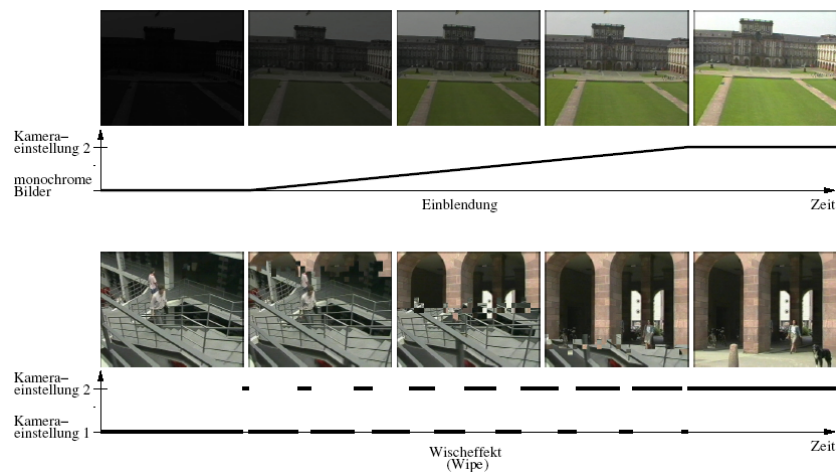 Kamera–
einstellung 2
monochrome
Bilder
Einblendung
Zeit
Kamera–
einstellung 2
Kamera–
einstellung 1
Wischeffekt
(Wipe)
Zeit